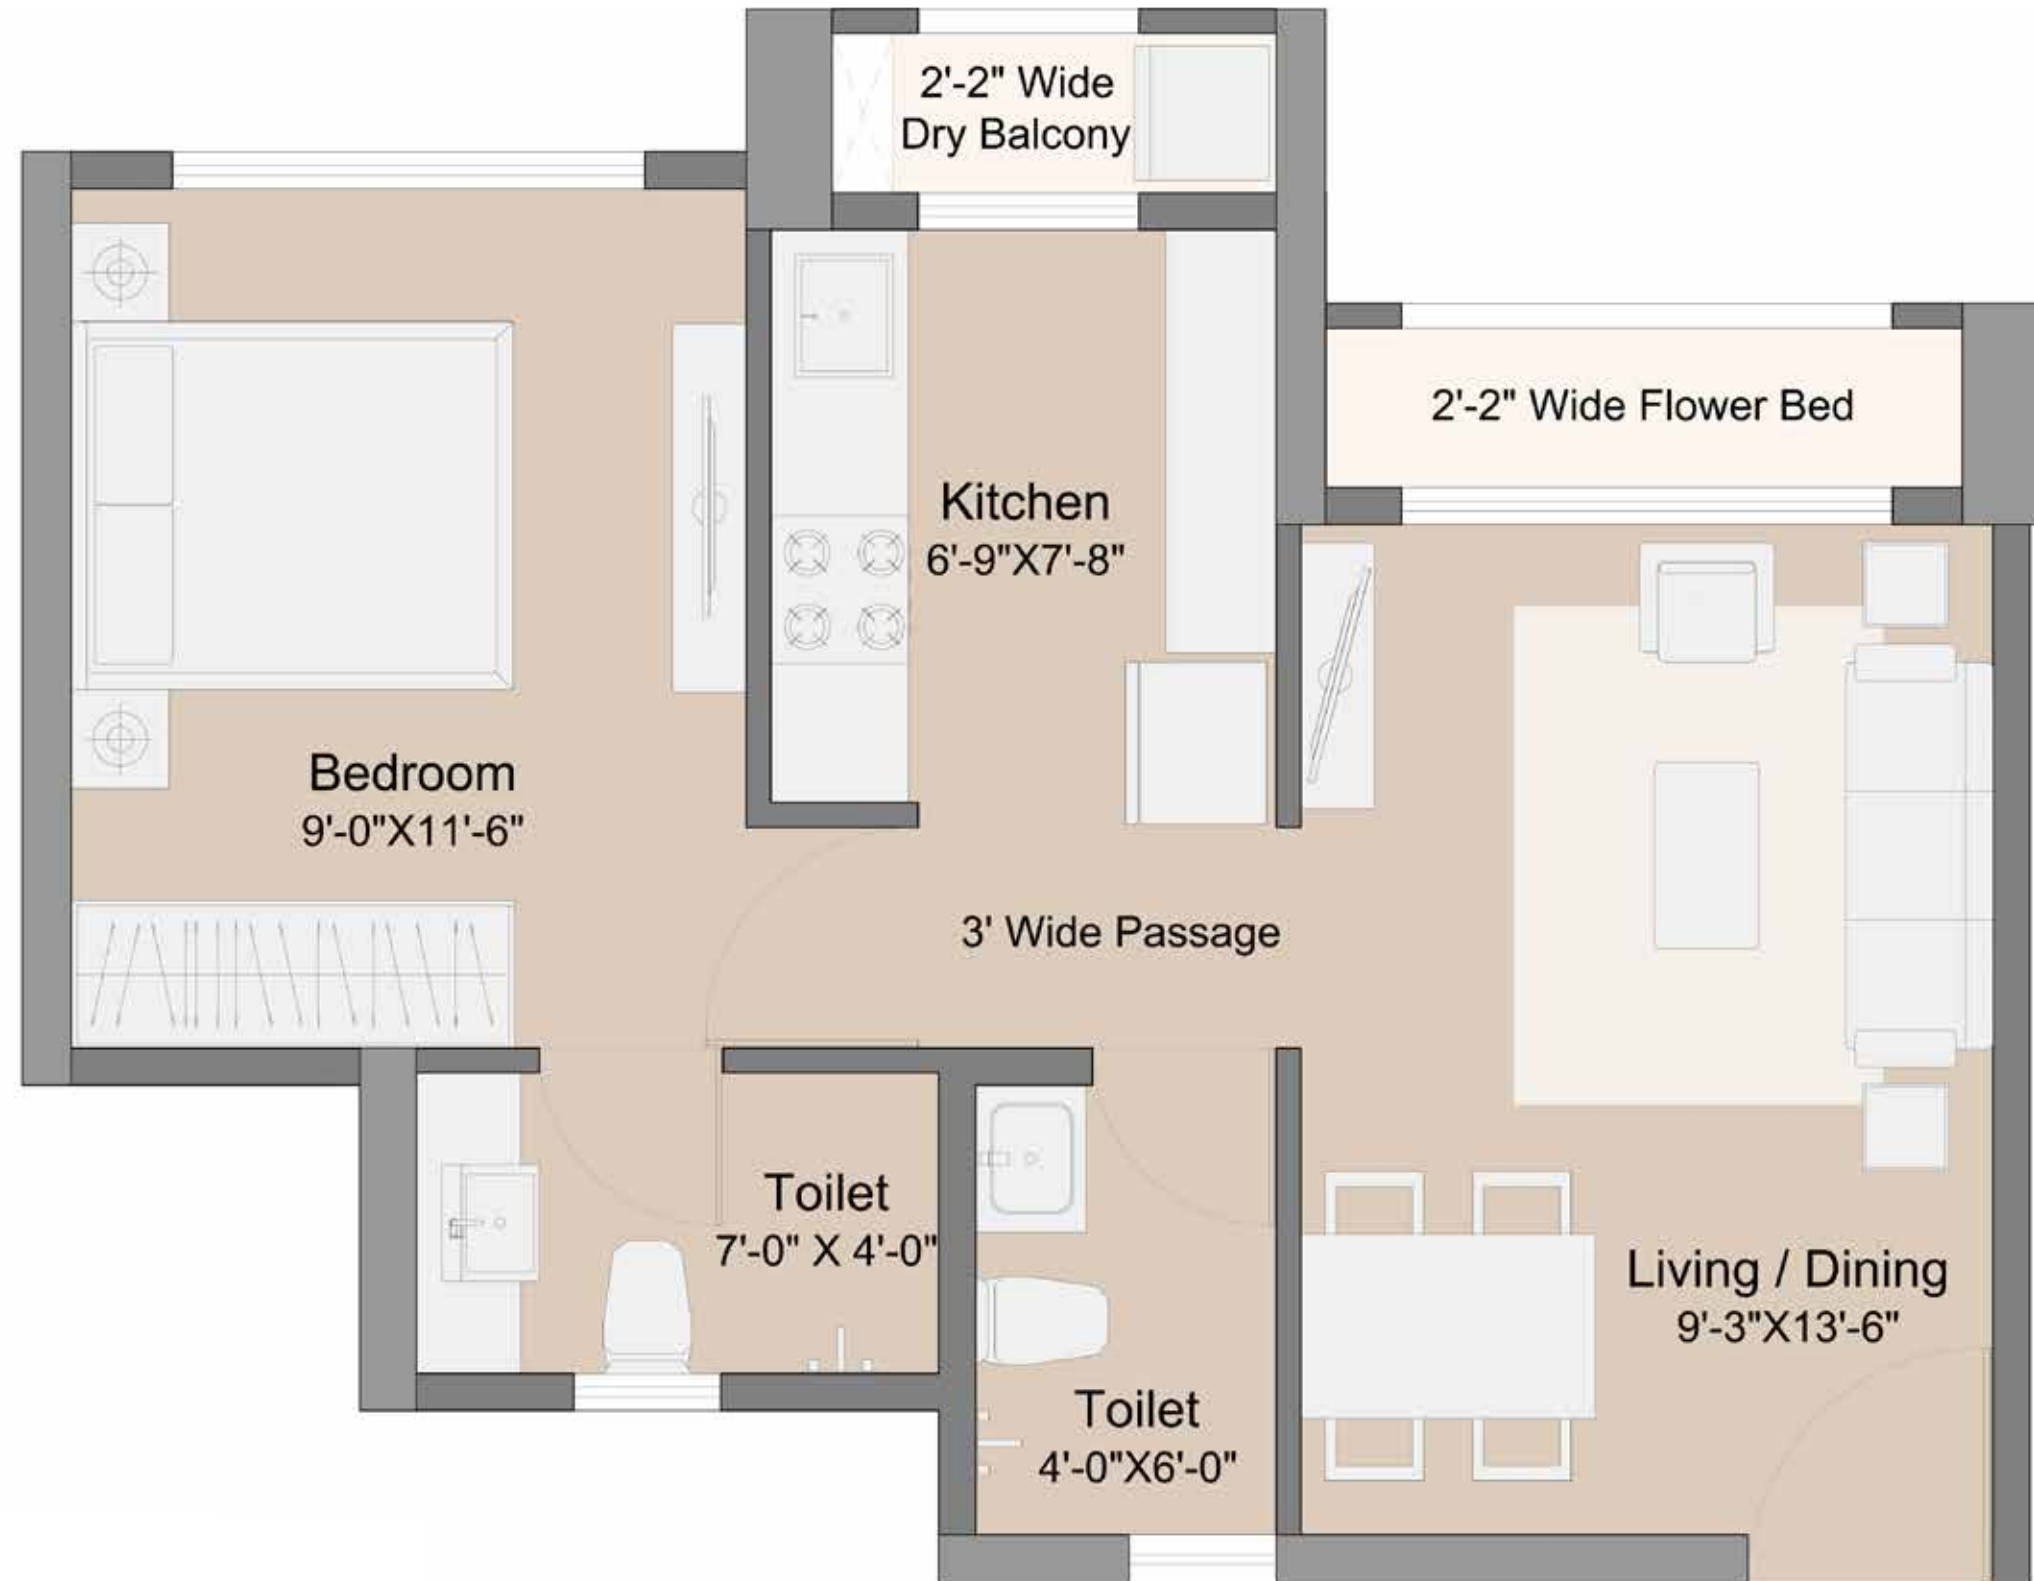 2'-2" Wide
Dry Balcony
2'-2" Wide Flower Bed
Kitchen
6'-9"X7'-8"
Bedroom
9'-0"X11'-6"
3' Wide Passage
Toilet
7'-0" X 4'-0"
Living / Dining
9'-3"X13'-6"
Toilet
4'-0"X6'-0"